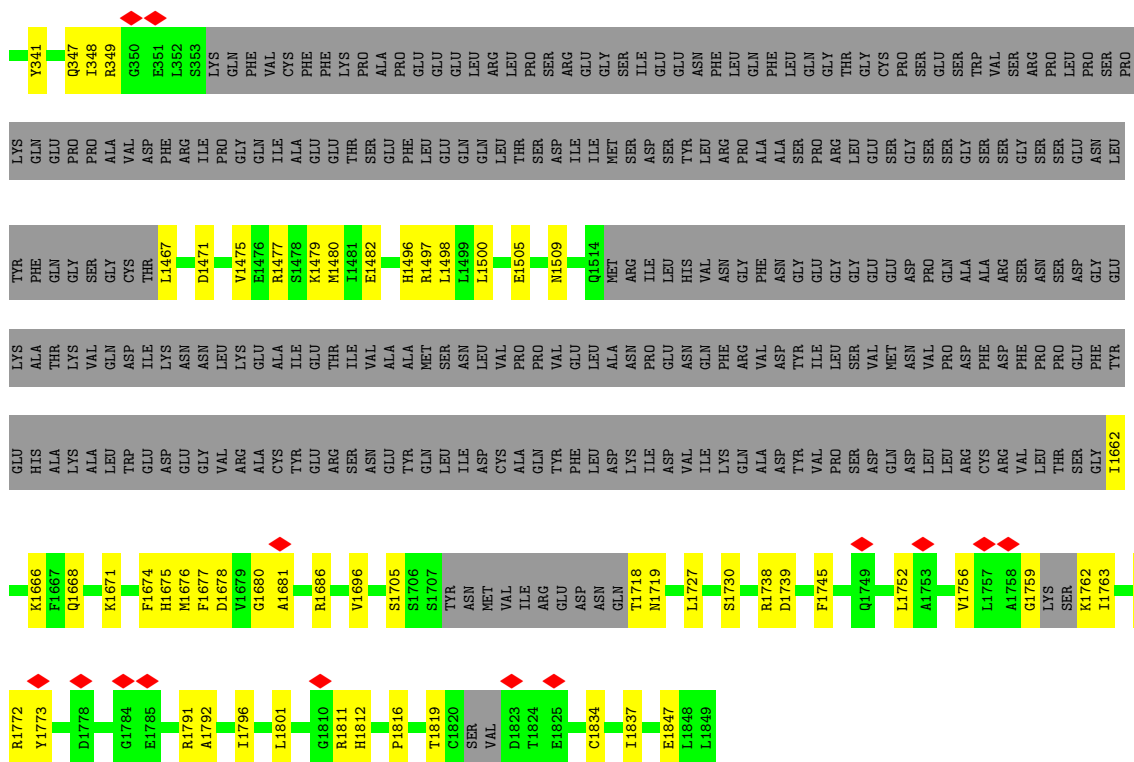 Y341 Q347 I348 R349 G350 E351 L352 S353 LYS GLN PHE VAL CYS PHE PHE LYS PRO ALA PRO GLU GLU GLU LEU ARG LEU PRO SER ARG GLU GLY SER ILE GLU GLU ASN PHE LEU GLN PHE LEU GLN GLY THR GLY CYS PRO SER GLU SER TRP VAL SER ARG PRO LEU PRO SER PRO
LYS GLN GLU PRO PRO ALA VAL ASP PHE ARG ILE PRO GLY GLN ILE ALA GLU GLU THR SER GLU PHE LEU GLU GLN GLN LEU THR SER ASP ILE ILE MET SER ASP SER TYR LEU ARG PRO ALA ALA SER PRO ARG LEU GLU SER GLY SER SER GLY SER SER GLY SER SER GLU ASN LEU
TYR PHE GLN GLY SER GLY CYS THR L1467 D1471 V1475 E1476 R1477 S1478 K1479 M1480 I1481 E1482 H1496 R1497 L1498 L1499 L1500 E1505 N1509 Q1514 MET ARG ILE LEU HIS VAL ASN GLY PHE ASN GLY GLU GLY GLY GLU GLU ASP PRO GLN ALA ALA ARG SER ASN SER ASP GLY GLU
LYS ALA THR LYS VAL GLN ASP ILE LYS ASN ASN LEU LYS GLU ALA ILE GLU THR ILE VAL ALA ALA MET SER ASN LEU VAL PRO PRO VAL GLU LEU ALA ASN PRO GLU ASN GLN PHE ARG VAL ASP TYR ILE LEU SER VAL MET ASN VAL PRO ASP PHE ASP PHE PRO PRO GLU PHE TYR
GLU HIS ALA LYS ALA LEU TRP GLU ASP GLU GLY VAL ARG ALA CYS TYR GLU ARG SER ASN GLU TYR GLN LEU ILE ASP CYS ALA GLN TYR PHE LEU ASP LYS ILE ASP VAL ILE LYS GLN ALA ASP TYR VAL PRO SER ASP GLN ASP LEU LEU ARG CYS ARG VAL LEU THR SER GLY I1662
K1666 F1667 Q1668 K1671 F1674 H1675 M1676 F1677 D1678 V1679 G1680 A1681 R1686 V1696 S1705 S1706 S1707 TYR ASN MET VAL ILE ARG GLU ASP ASN GLN T1718 N1719 L1727 S1730 R1738 D1739 F1745 Q1749 L1752 A1753 V1756 L1757 A1758 G1759 LYS SER K1762 I1763
R1772 Y1773 D1778 G1784 E1785 R1791 A1792 I1796 L1801 G1810 R1811 H1812 P1816 T1819 C1820 SER VAL D1823 T1824 E1825 C1834 I1837 E1847 L1848 L1849